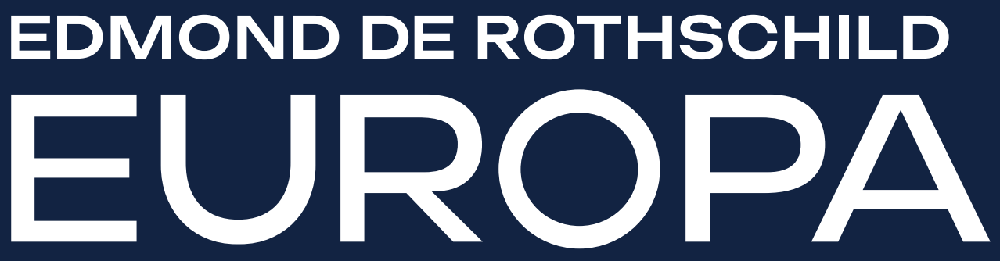 EDMOND DE ROTHSCHILD
EUROPA